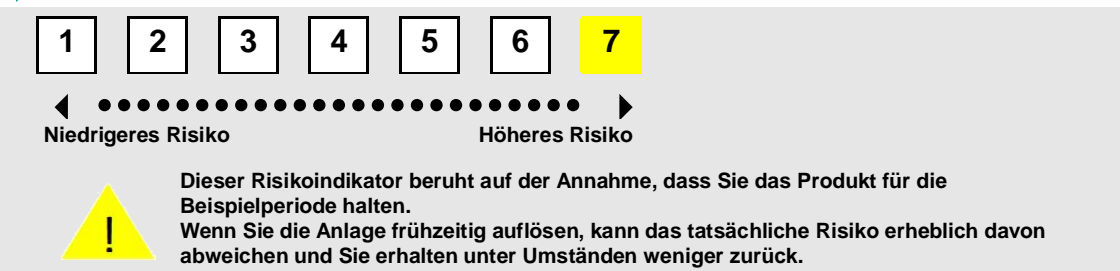 1 2 3 4 5 6 7
Niedrigeres Risiko Höheres Risiko
Dieser Risikoindikator beruht auf der Annahme, dass Sie das Produkt für die
Beispielperiode halten.
! Wenn Sie die Anlage frühzeitig auflösen, kann das tatsächliche Risiko erheblich davon
abweichen und Sie erhalten unter Umständen weniger zurück.